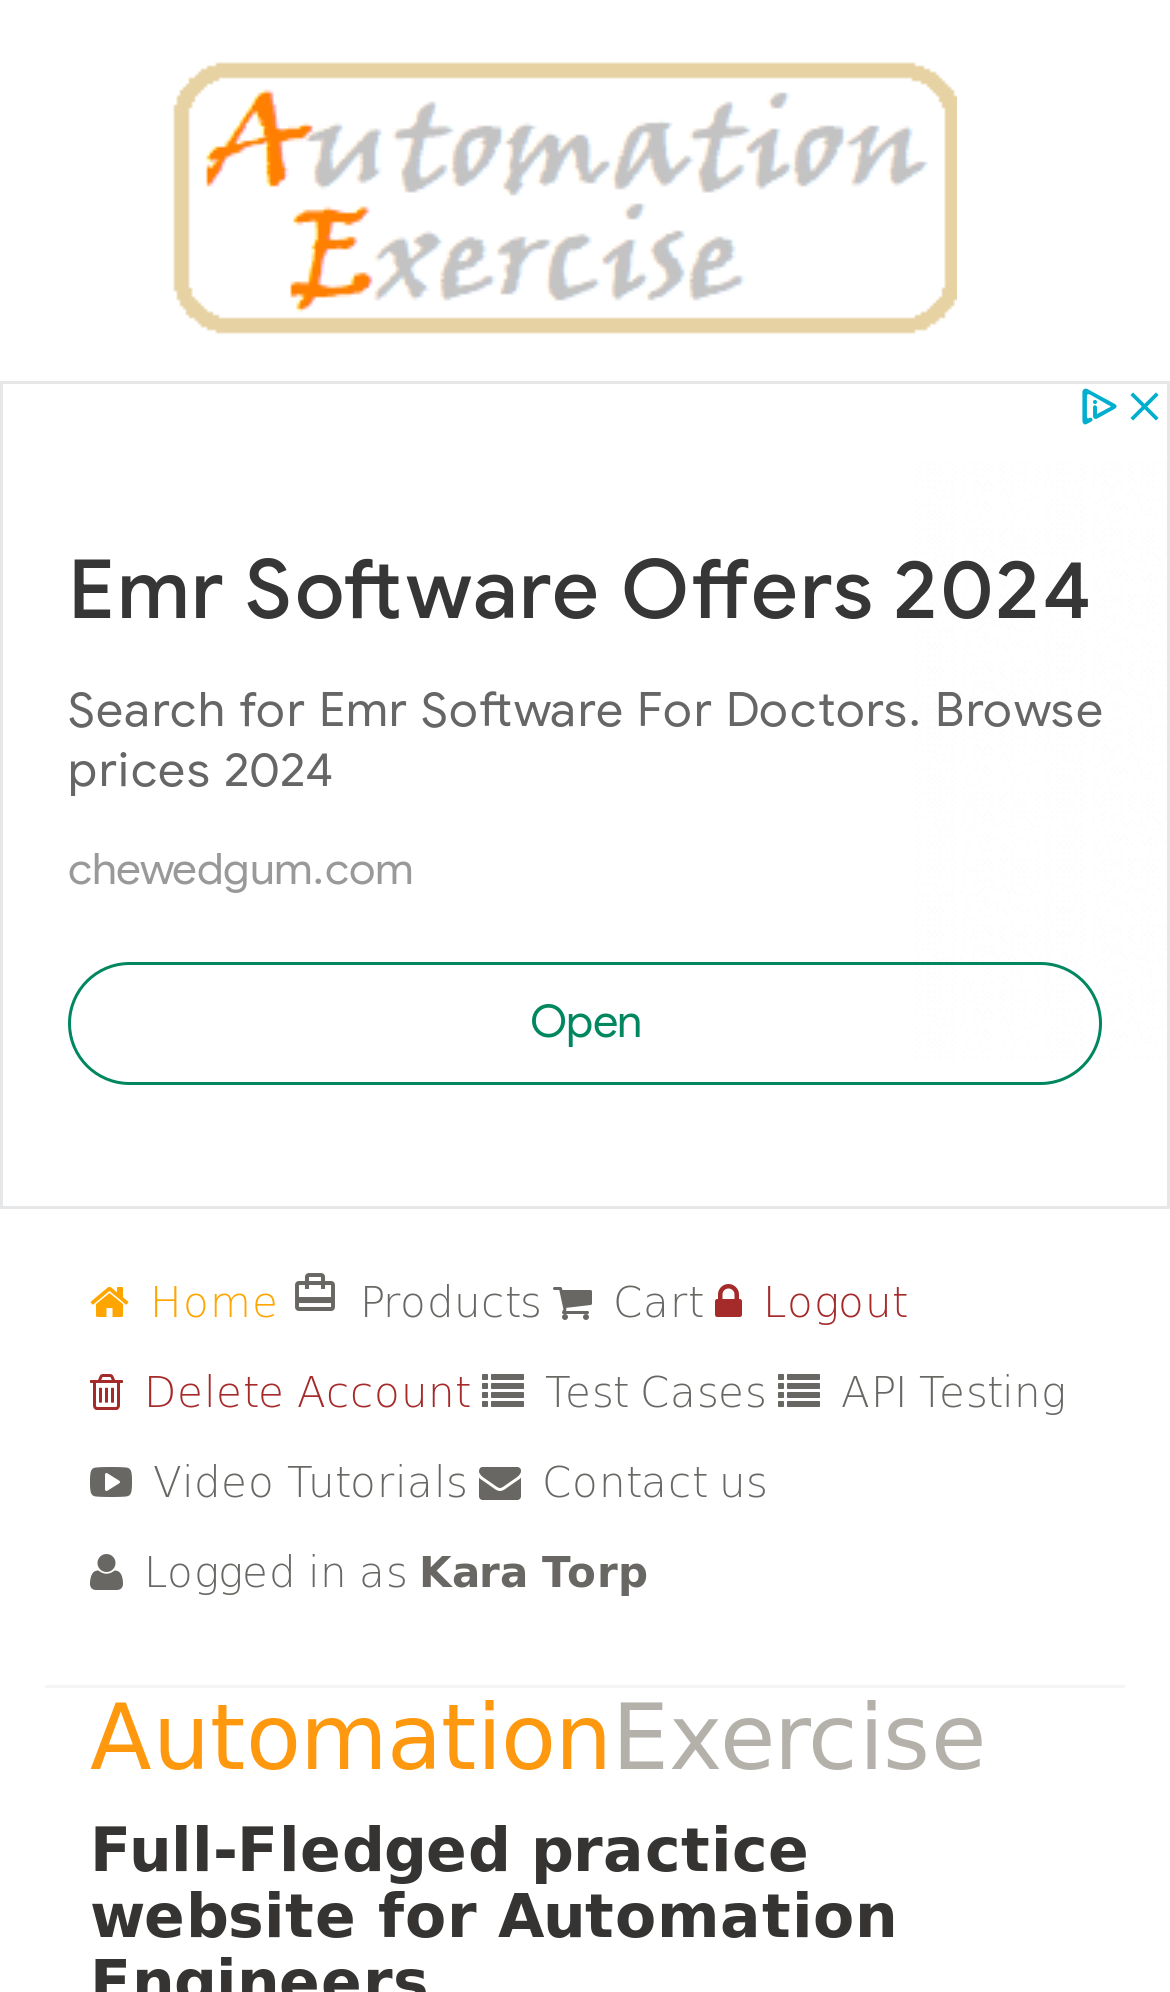 Automation
Exercise
Emr Software Offers 2024
Search for Emr Software For Doctors. Browse
prices 2024
chewedgum.com
Open
Home Products Cart Logout
Delete Account Test Cases API Testing
Video Tutorials Contact us
Logged in as Kara Torp
AutomationExercise
Full-Fledged practice
website for Automation
Engineers